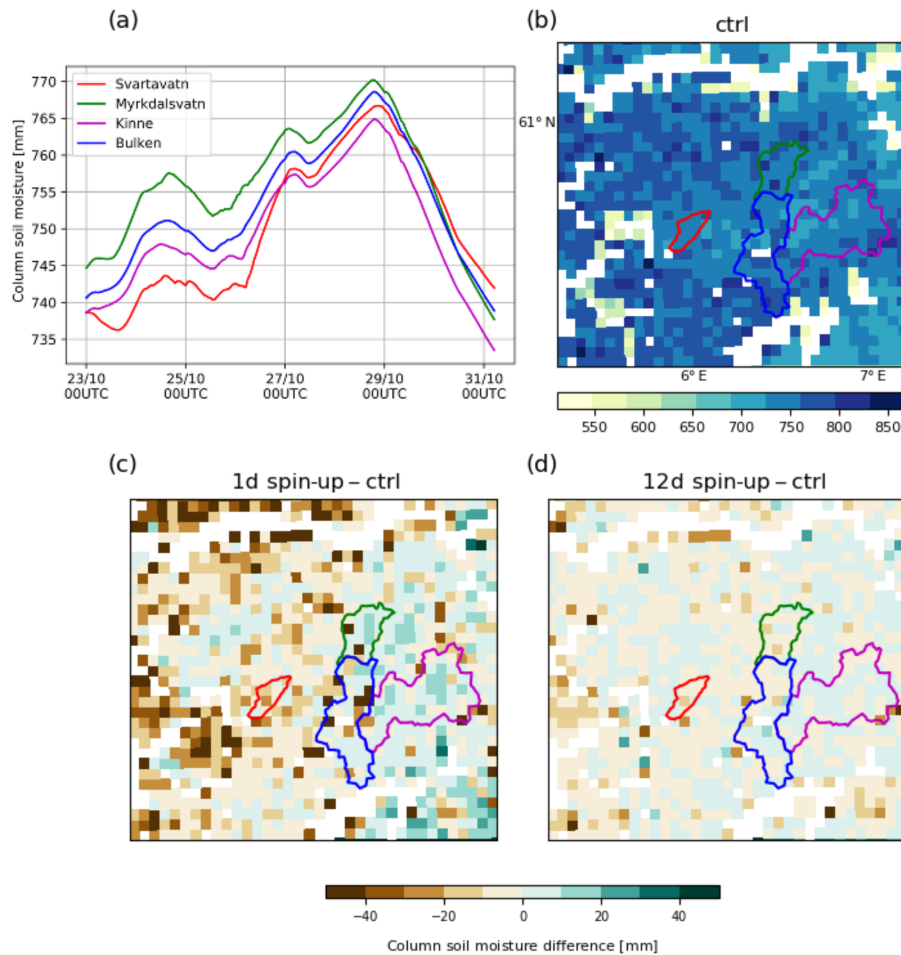 (a)
Column soil moisture [mm]
770
765
760
755
750
745
740
735
Svartavatn
Myrkdalsvatn
Kinne
Bulken
23/10 25/10 27/10 29/10 31/10
00UTC 00UTC 00UTC 00UTC 00UTC
(b)
ctrl
61° N
6° E 7° E
550 600 650 700 750 800 850
(c)
1d spin-up – ctrl
(d)
12d spin-up – ctrl
−40 −20 0 20 40
Column soil moisture difference [mm]